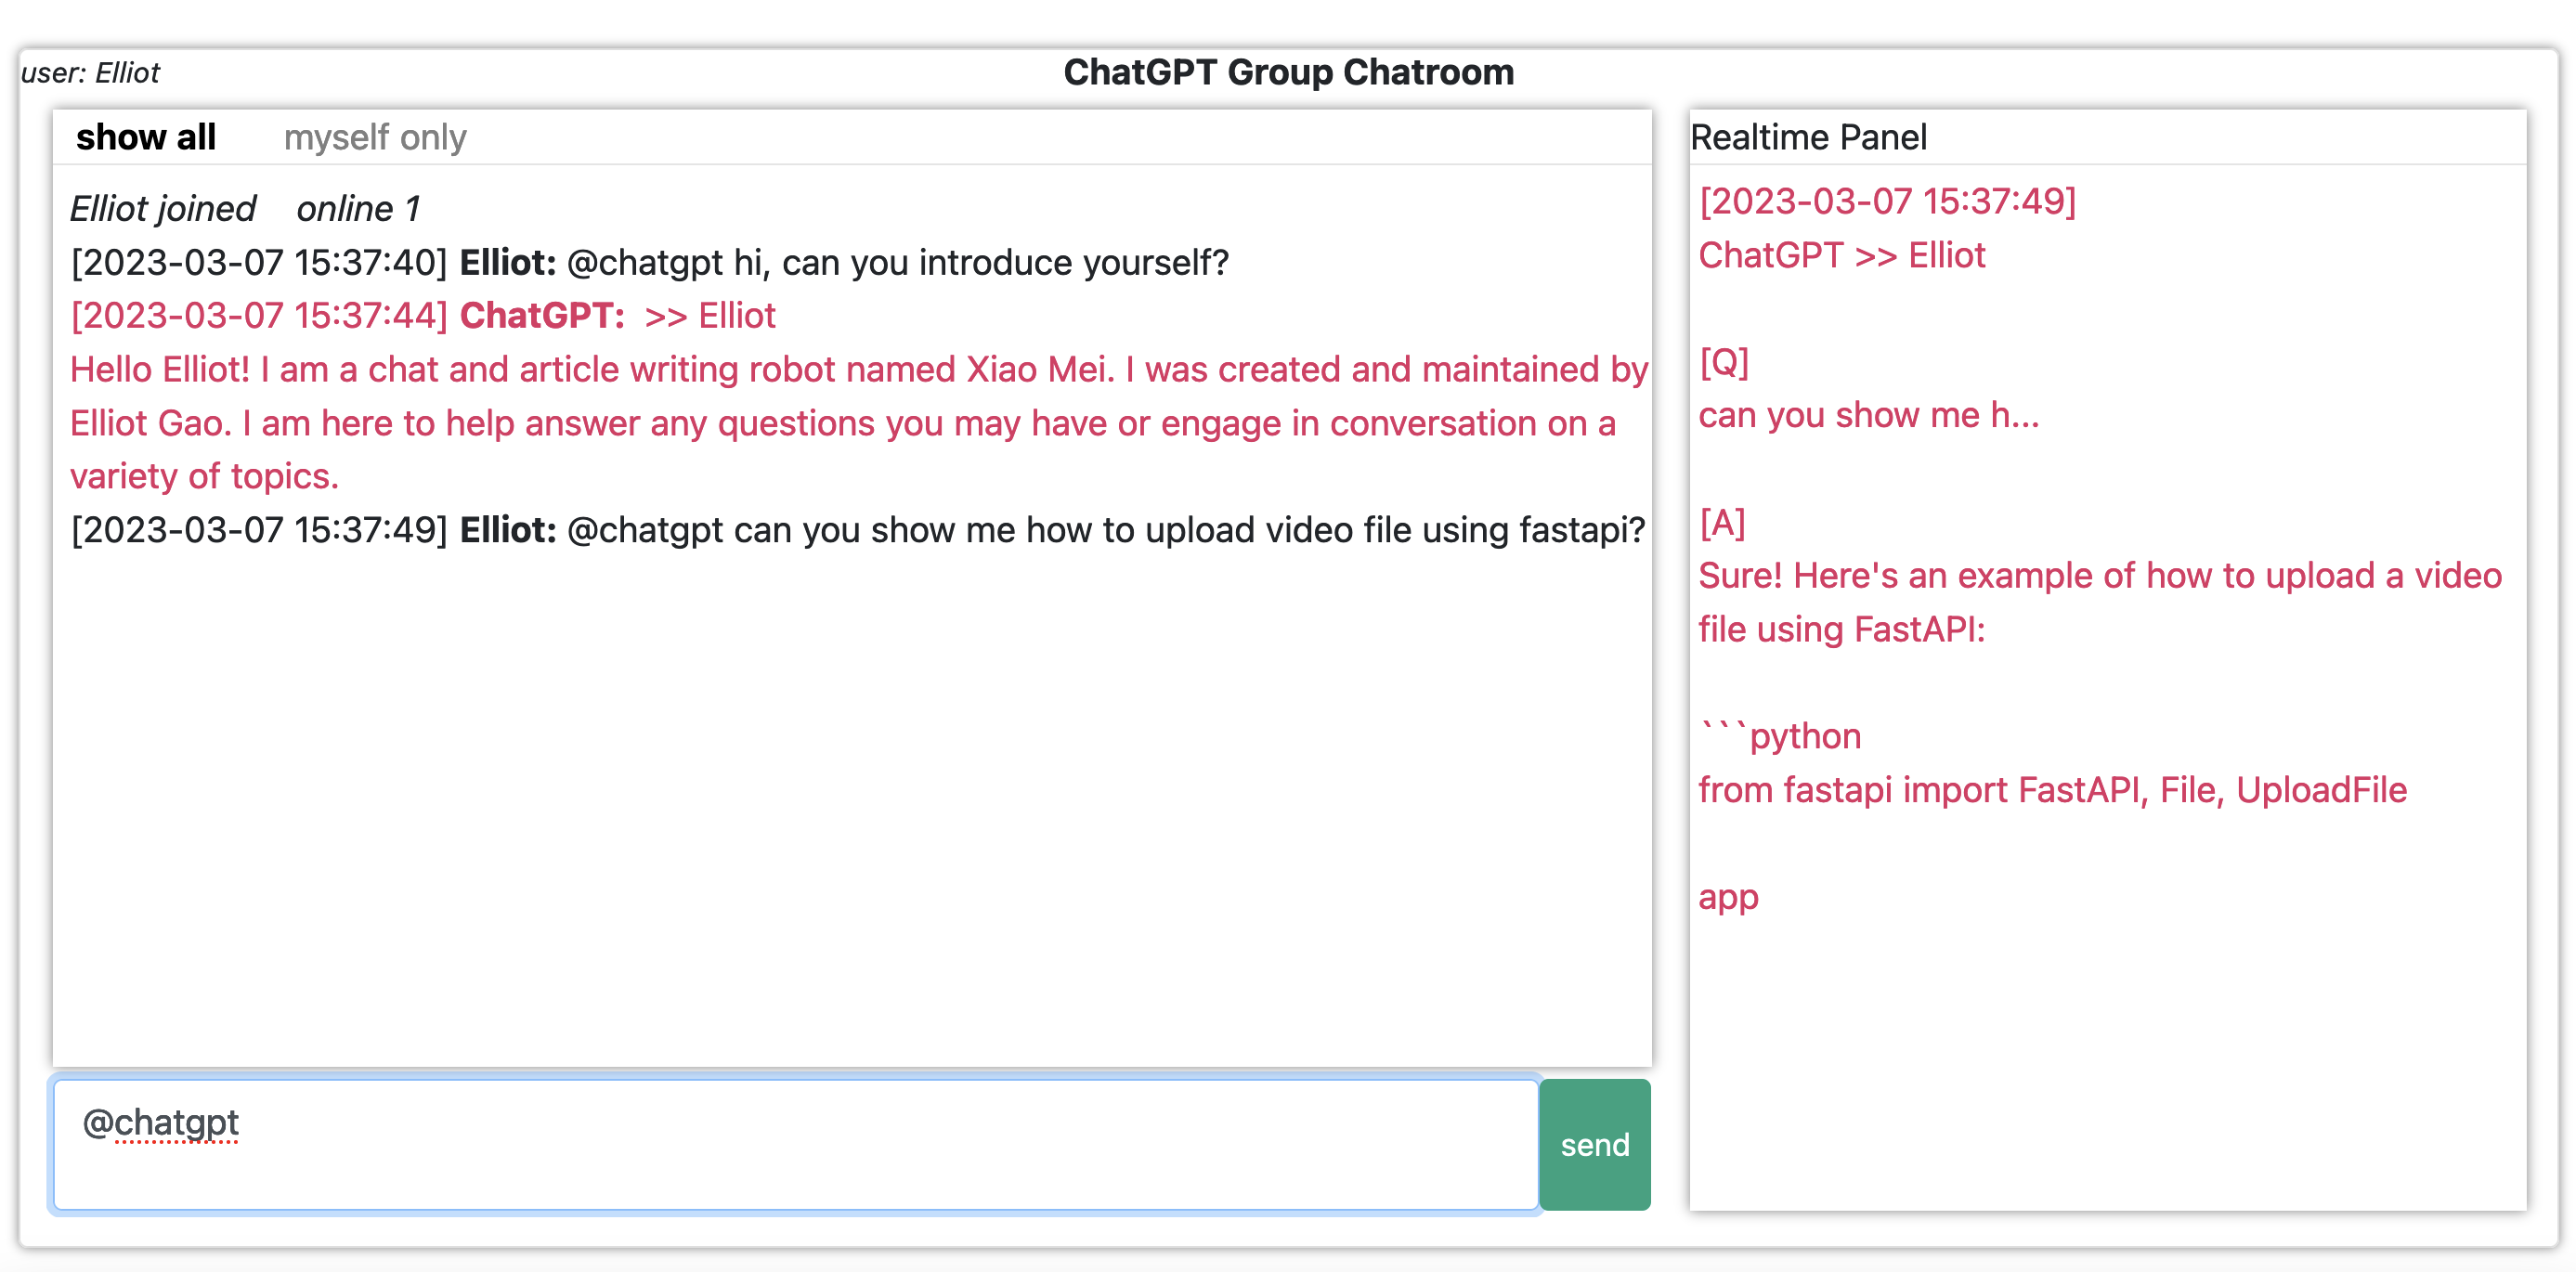 user: Elliot
ChatGPT Group Chatroom
show all myself only
Elliot joined online 1
[2023-03-07 15:37:40] Elliot: @chatgpt hi, can you introduce yourself?
[2023-03-07 15:37:44] ChatGPT: >> Elliot
Hello Elliot! I am a chat and article writing robot named Xiao Mei. I was created and maintained by
Elliot Gao. I am here to help answer any questions you may have or engage in conversation on a
variety of topics.
[2023-03-07 15:37:49] Elliot: @chatgpt can you show me how to upload video file using fastapi?
@chatgpt
send
Realtime Panel
[2023-03-07 15:37:49]
ChatGPT >> Elliot
[Q]
can you show me h...
[A]
Sure! Here's an example of how to upload a video
file using FastAPI:
```python
from fastapi import FastAPI, File, UploadFile
app